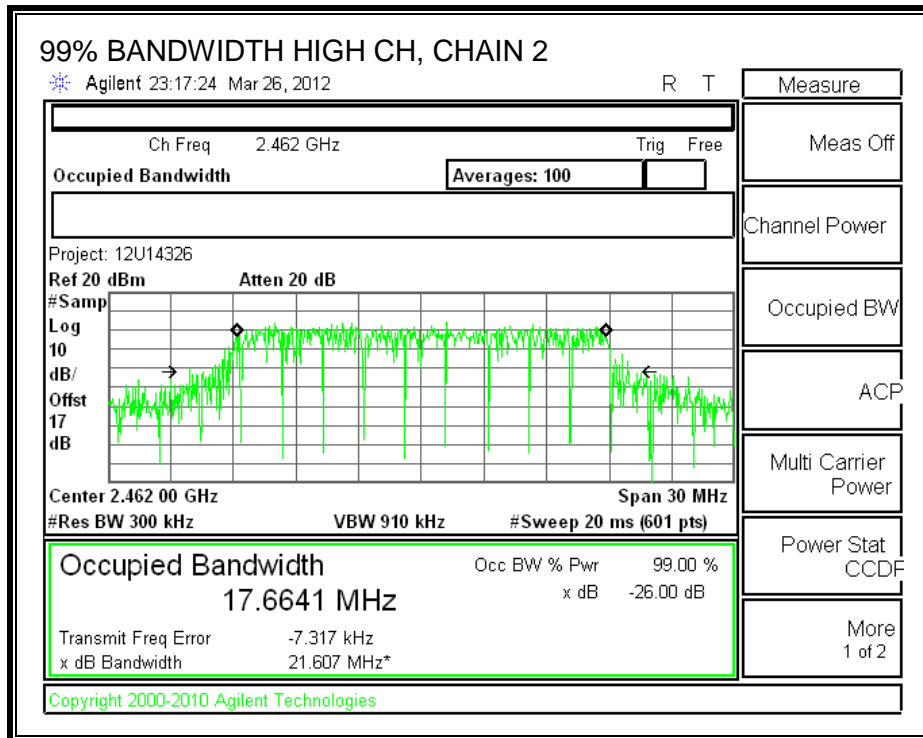 99% BANDWIDTH HIGH CH, CHAIN 2
Agilent 23:17:24 Mar 26, 2012 R T
Measure
Ch Freq 2.462 GHz Trig Free
Meas Off
Occupied Bandwidth Averages: 100
Channel Power
Project: 12U14326
Ref 20 dBm Atten 20 dB
#Samp
Log
10
dB/
Offst
17
dB
Occupied BW
ACP
Multi Carrier
Power
Center 2.462 00 GHz Span 30 MHz
#Res BW 300 kHz VBW 910 kHz #Sweep 20 ms (601 pts)
Power Stat
CCDF
Occupied Bandwidth Occ BW % Pwr 99.00 %
17.6641 MHz x dB -26.00 dB
Transmit Freq Error -7.317 kHz
x dB Bandwidth 21.607 MHz*
More
1 of 2
Copyright 2000-2010 Agilent Technologies